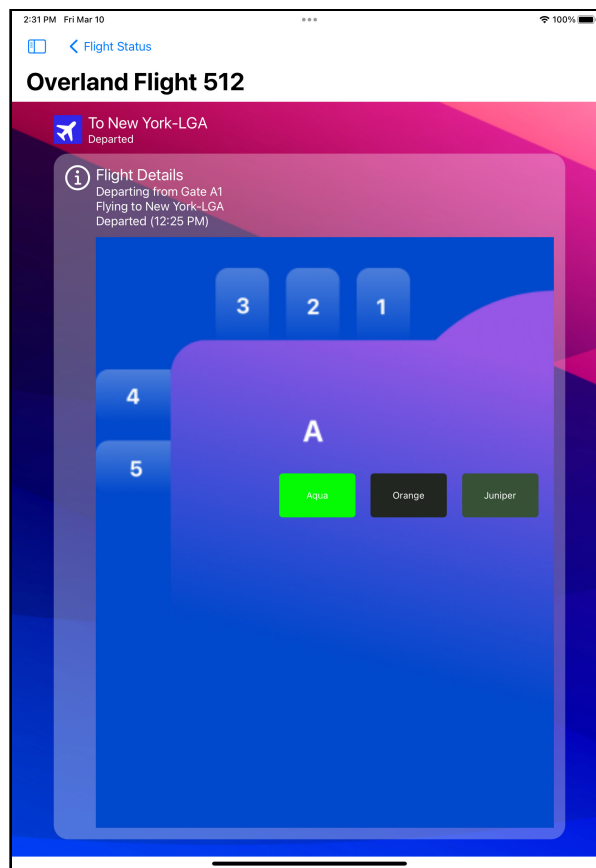 2:31 PM Fri Mar 10
100%
Flight Status
Overland Flight 512
To New York-LGA
Departed
Flight Details
Departing from Gate A1
Flying to New York-LGA
Departed (12:25 PM)
3 2 1
4
A
5
Aqua Orange Juniper